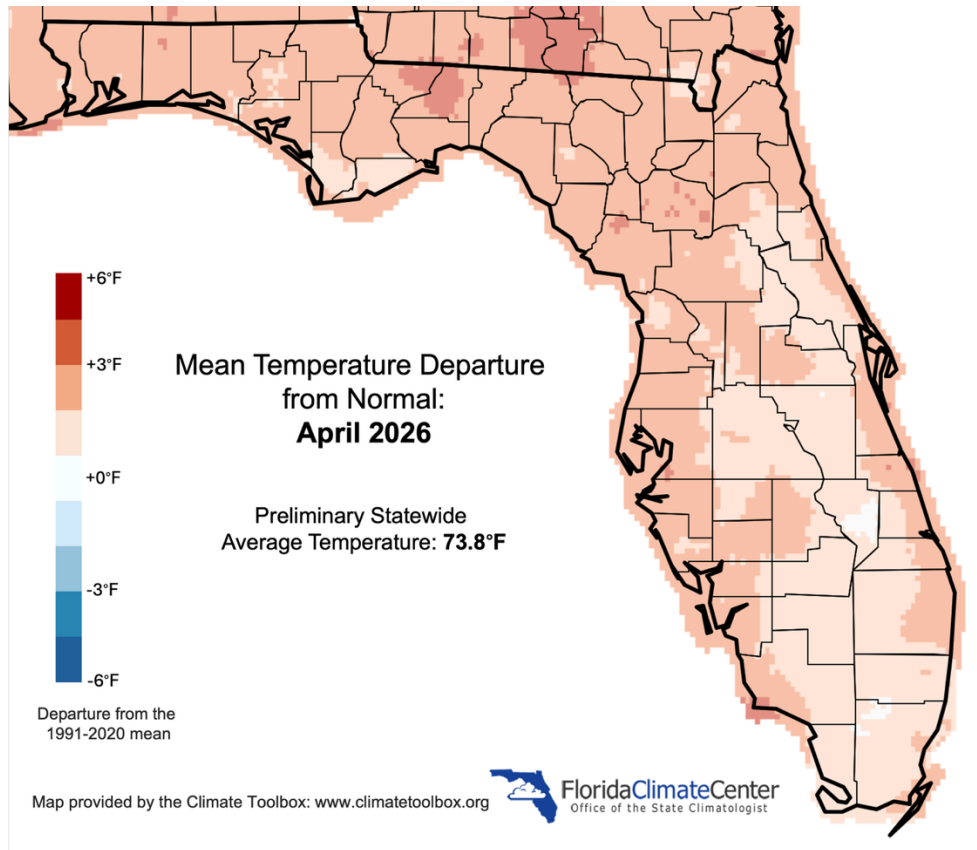 +6°F
+3°F
+0°F
-3°F
-6°F
Departure from the
1991-2020 mean
Mean Temperature Departure
from Normal:
April 2026
Preliminary Statewide
Average Temperature: 73.8°F
Map provided by the Climate Toolbox: www.climatetoolbox.org
FloridaClimateCenter
Office of the State Climatologist